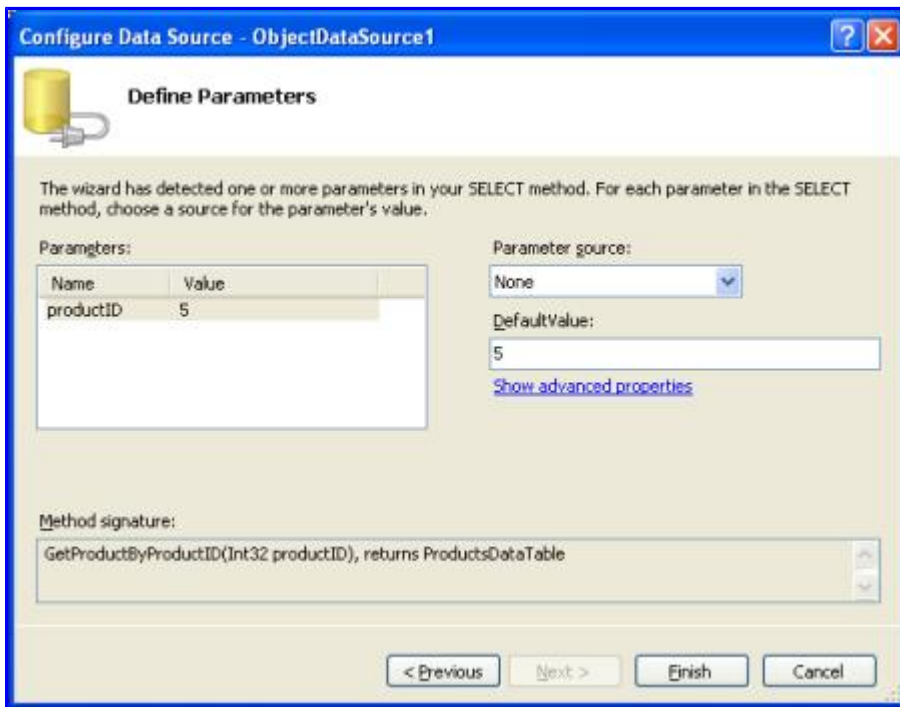 Configure Data Source - ObjectDataSource1
Define Parameters
The wizard has detected one or more parameters in your SELECT method. For each parameter in the SELECT
method, choose a source for the parameter's value.
Parameters:
Name Value
productID 5
Parameter source:
None
DefaultValue:
5
Show advanced properties
Method signature:
GetProductByProductID(Int32 productID), returns ProductsDataTable
< Previous Next > Finish Cancel